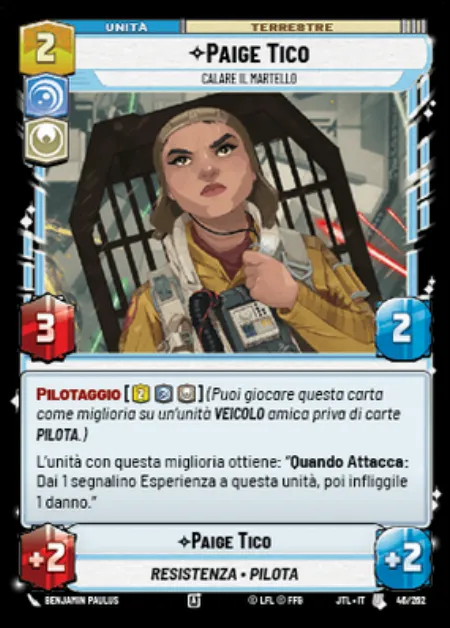 UNITÀ
TERRESTRE
2
PAIGE TICO
CALARE IL MARTELLO
3
2
PILOTAGGIO [2] (Puoi giocare questa carta
come miglioria su un'unità VEICOLO amica priva di carte
PILOTA.)
L'unità con questa miglioria ottiene: "Quando Attacca:
Dai 1 segnalino Esperienza a questa unità, poi infliggile
1 danno."
+2
PAIGE TICO
+2
RESISTENZA • PILOTA
BENJAMIN PAULUS
A
© LFL © FFG
JTL • IT
46/262